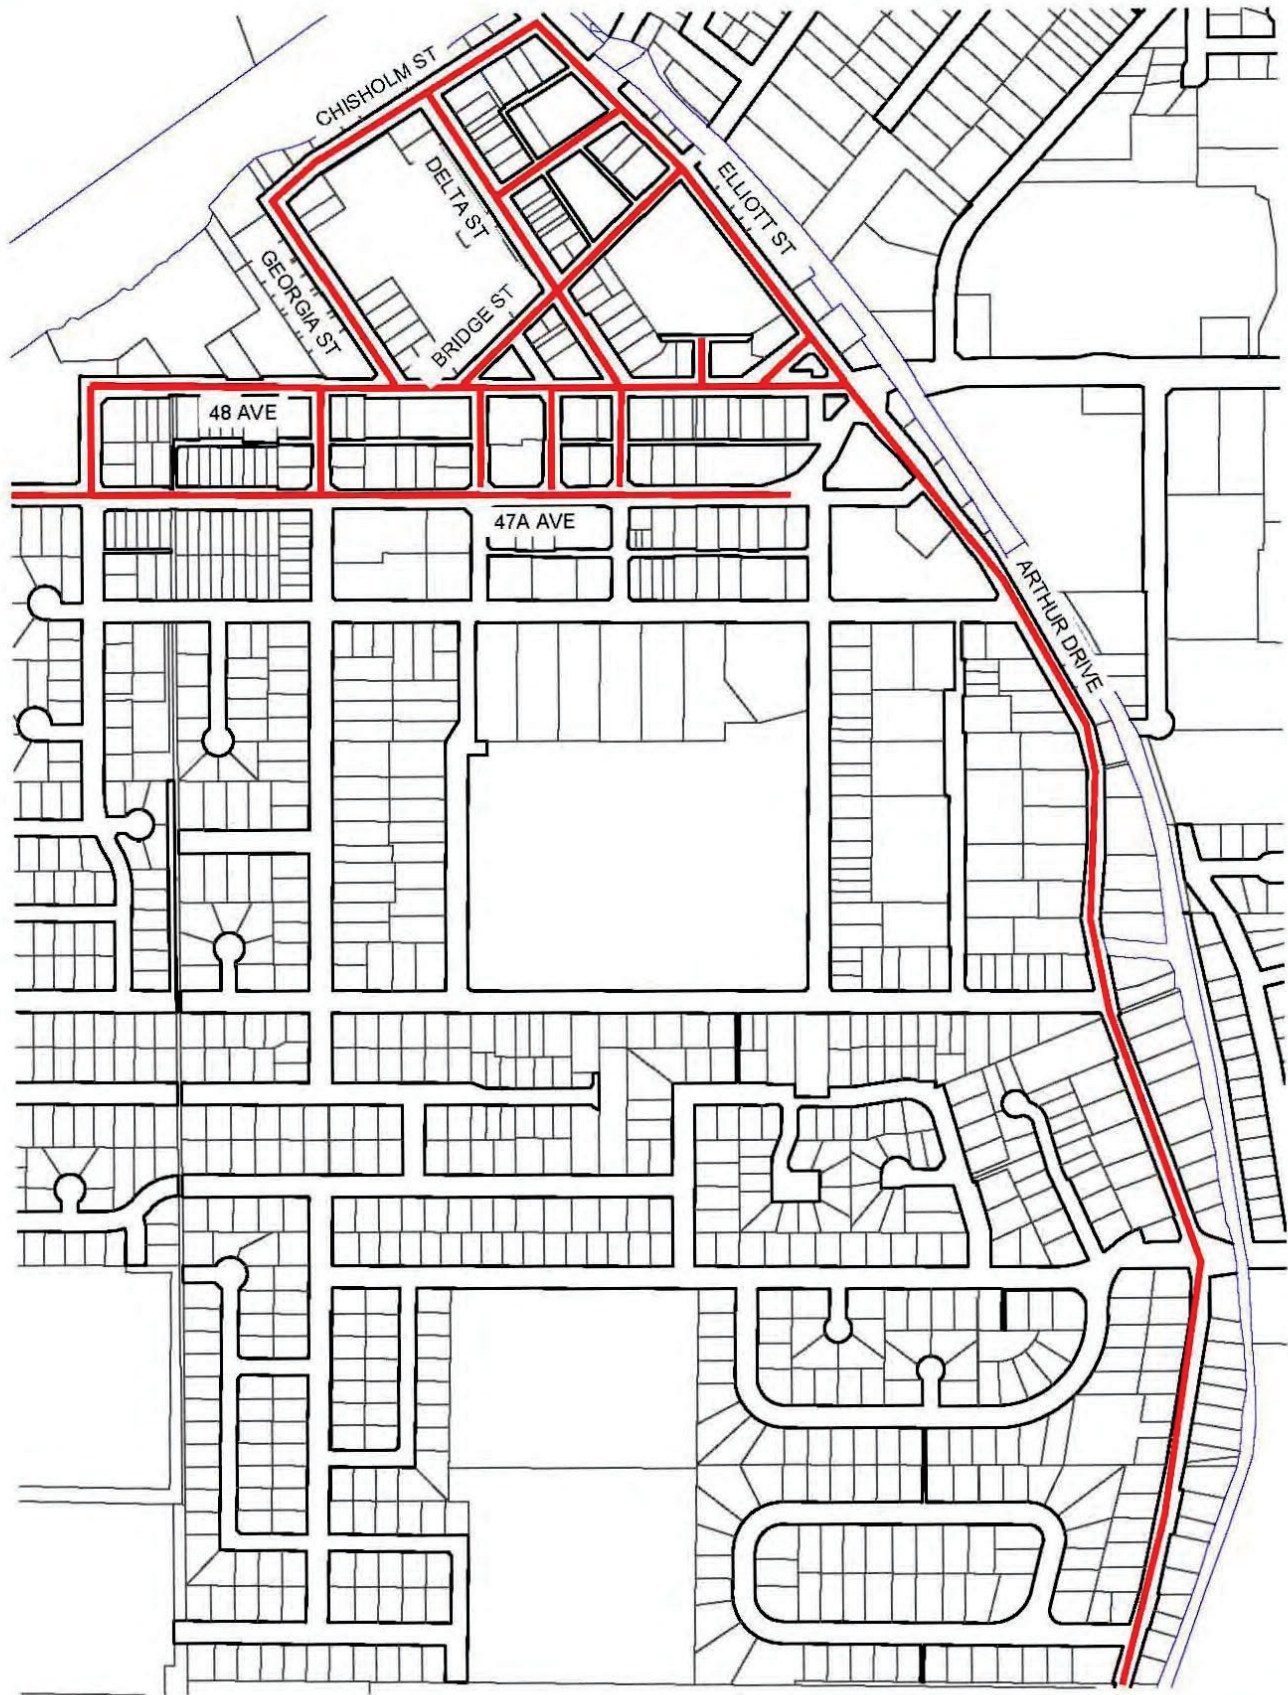 CHISHOLM ST
DELTA ST
ELLIOTT ST
GEORGIA ST
BRIDGE ST
48 AVE
47A AVE
ARTHUR DRIVE